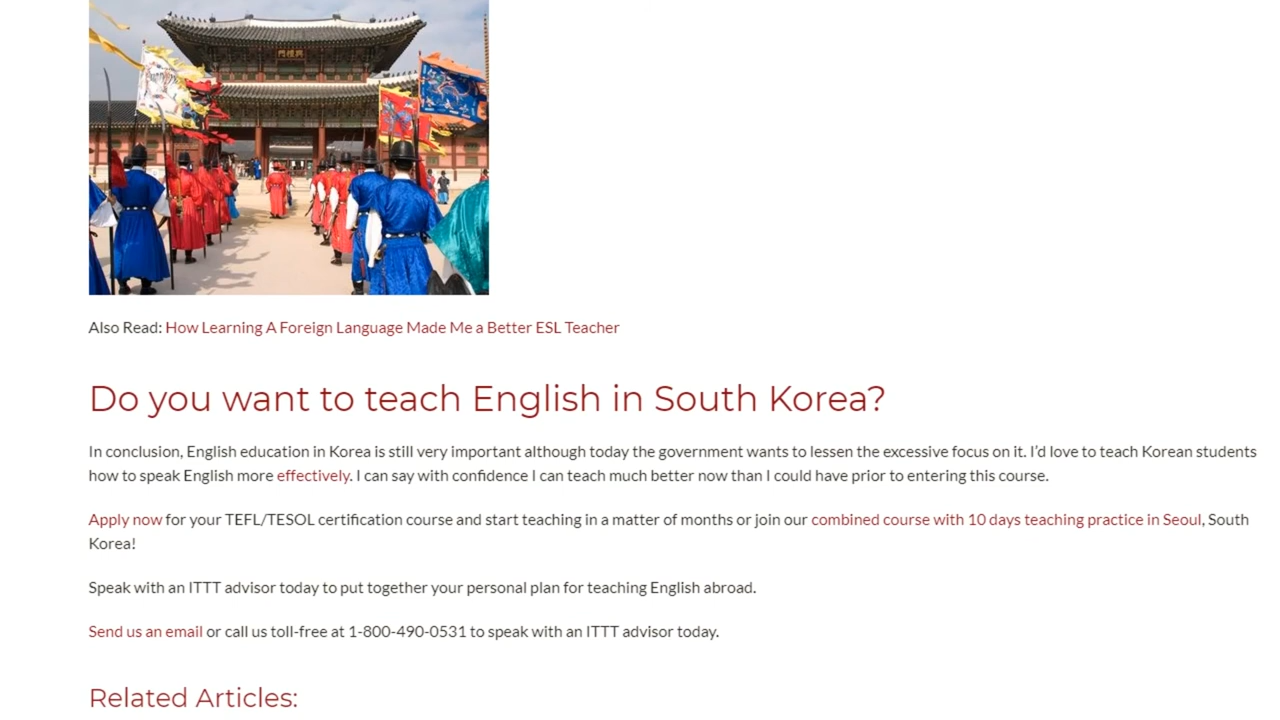 興禮門
Also Read: How Learning A Foreign Language Made Me a Better ESL Teacher
Do you want to teach English in South Korea?
In conclusion, English education in Korea is still very important although today the government wants to lessen the excessive focus on it. I'd love to teach Korean students
how to speak English more effectively. I can say with confidence I can teach much better now than I could have prior to entering this course.
Apply now for your TEFL/TESOL certification course and start teaching in a matter of months or join our combined course with 10 days teaching practice in Seoul, South
Korea!
Speak with an ITTT advisor today to put together your personal plan for teaching English abroad.
Send us an email or call us toll-free at 1-800-490-0531 to speak with an ITTT advisor today.
Related Articles: